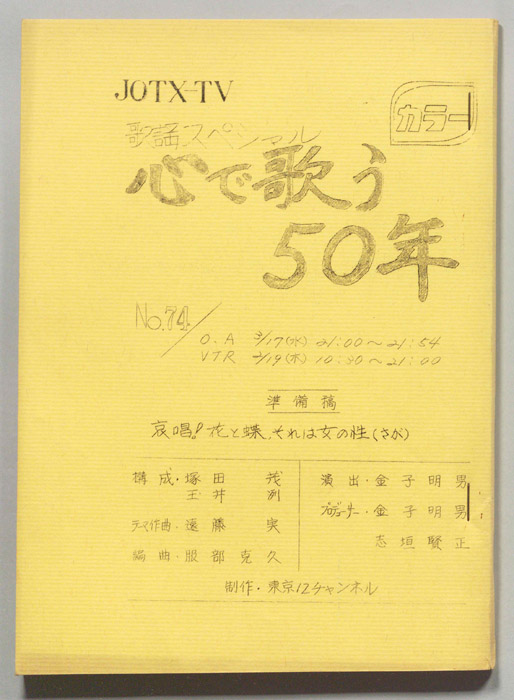 JOTX-TV
カラー
歌謡スペシャル
心で歌う
50年
No.74
O.A 3/17(水) 21:00〜21:54
VTR 2/19(木) 10:30〜21:00
準備稿
哀唱!花と蝶、それは女の性(さが)
構成・塚田 茂
玉井 冽
テーマ作曲・遠藤 実
編曲・服部克久
演出・金子明男
プロデューサー・金子明男
志垣賢正
制作・東京12チャンネル